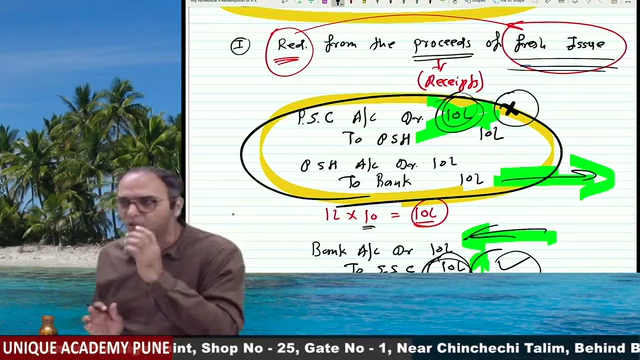 I Red. from the proceeds of fresh Issue
(Receipts)
P.S.C A/c Dr. 10L
To PSH 10L
PSH A/c Dr. 10L
To Bank 10L
12 × 10 = 10L
Bank A/c Dr 10L
To E.S.C 10L
UNIQUE ACADEMY PUNE int, Shop No - 25, Gate No - 1, Near Chinchechi Talim, Behind B